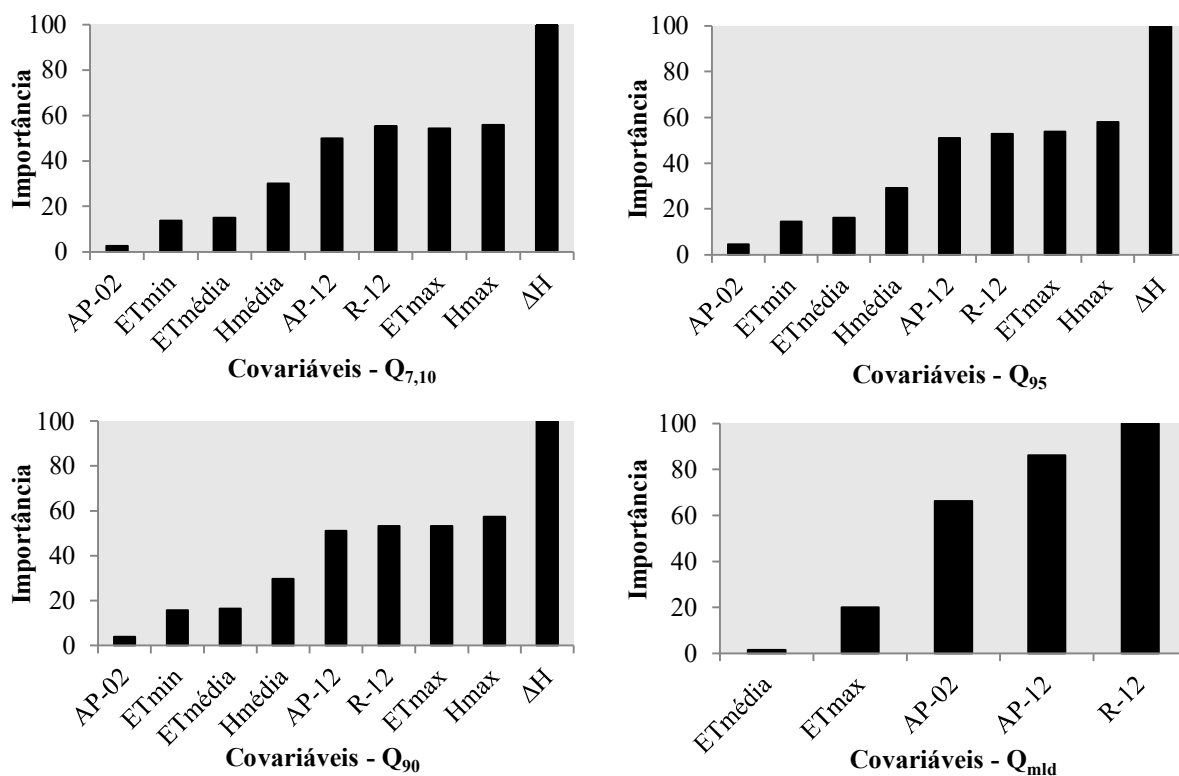 Importância
100
80
60
40
20
0
AP-02
ETmin
ETmédia
Hmédia
AP-12
R-12
ETmax
Hmax
ΔH
Covariáveis - Q7,10
Importância
100
80
60
40
20
0
AP-02
ETmin
ETmédia
Hmédia
AP-12
R-12
ETmax
Hmax
ΔH
Covariáveis - Q95
Importância
100
80
60
40
20
0
AP-02
ETmin
ETmédia
Hmédia
AP-12
R-12
ETmax
Hmax
ΔH
Covariáveis - Q90
Importância
100
80
60
40
20
0
ETmédia
ETmax
AP-02
AP-12
R-12
Covariáveis - Qmld